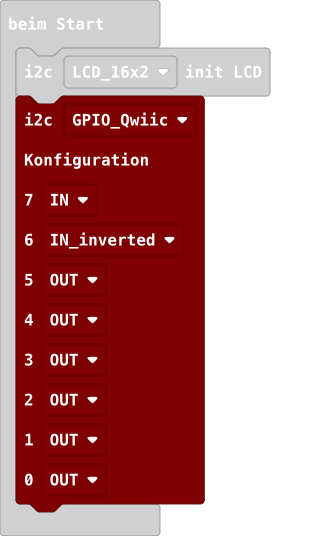 beim Start
i2c LCD_16x2 init LCD
i2c GPIO_Qwiic
Konfiguration
7 IN
6 IN_inverted
5 OUT
4 OUT
3 OUT
2 OUT
1 OUT
0 OUT